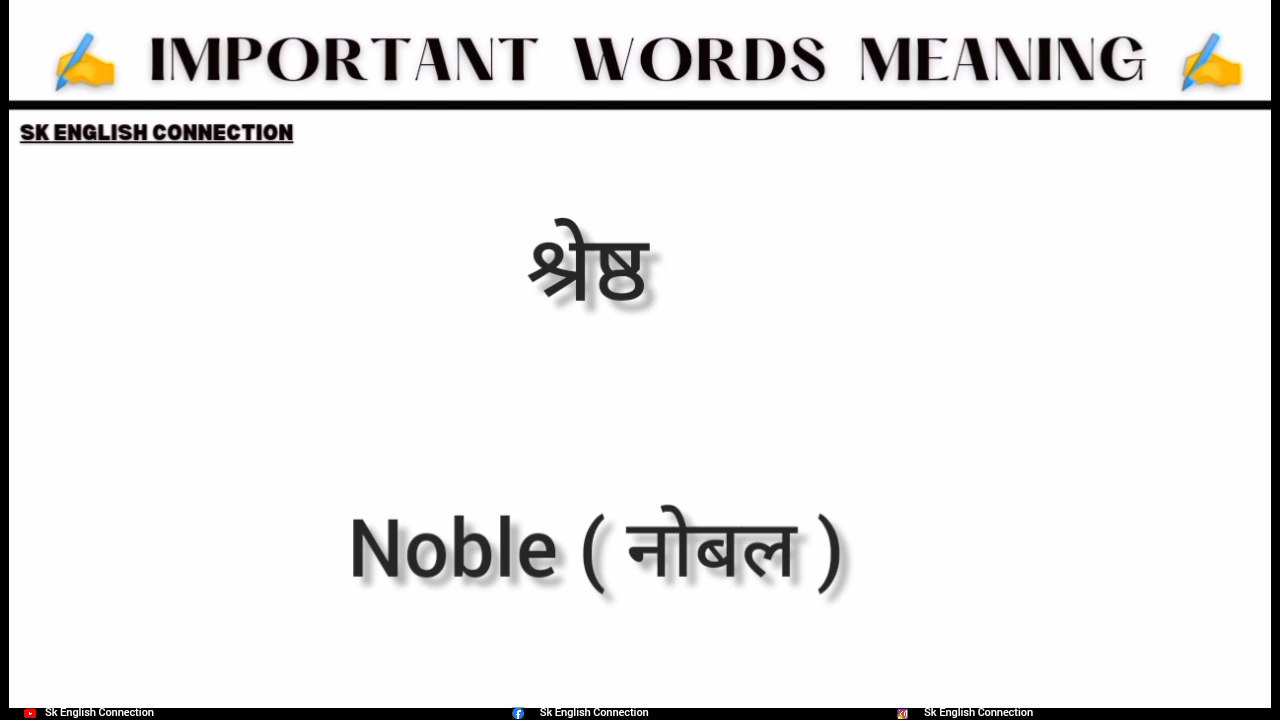 ✍️ IMPORTANT WORDS MEANING ✍️
SK ENGLISH CONNECTION
श्रेष्ठ
Noble ( नोबल )
Sk English Connection Sk English Connection Sk English Connection